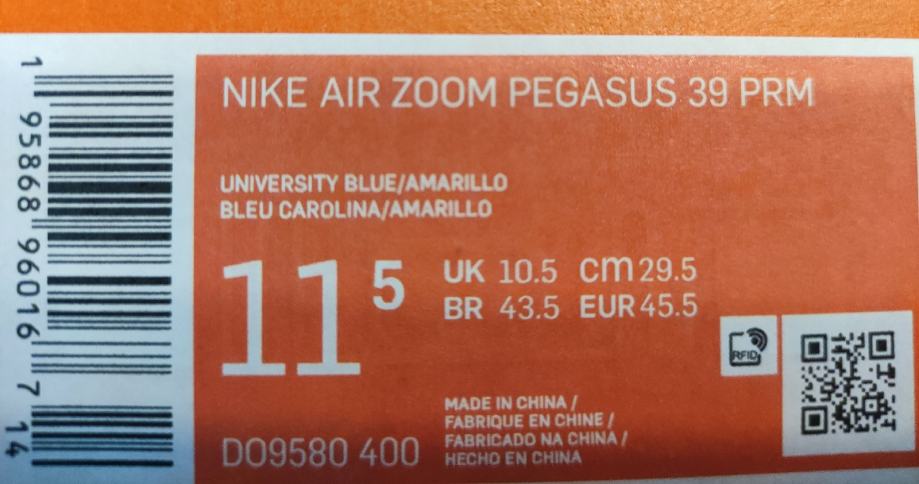 NIKE AIR ZOOM PEGASUS 39 PRM
UNIVERSITY BLUE/AMARILLO
BLEU CAROLINA/AMARILLO
11 5
UK 10.5 cm 29.5
BR 43.5 EUR 45.5
RFID
MADE IN CHINA /
FABRIQUE EN CHINE /
FABRICADO NA CHINA /
HECHO EN CHINA
DO9580 400
1 95868 96016 7 14